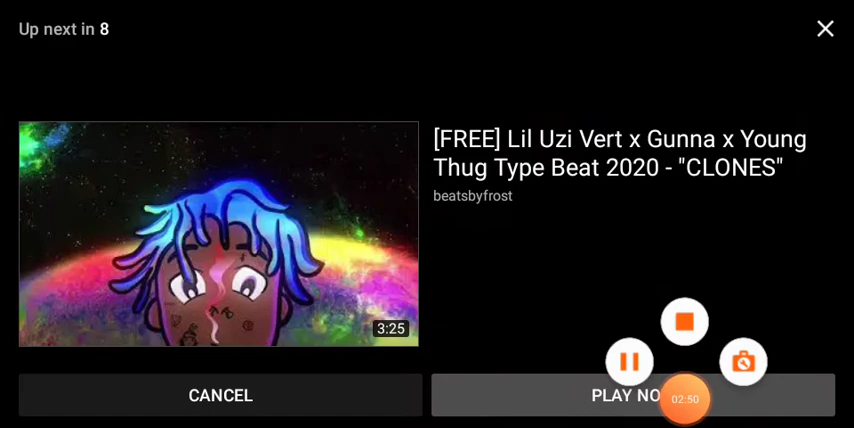 Up next in 8
[FREE] Lil Uzi Vert x Gunna x Young
Thug Type Beat 2020 - "CLONES"
beatsbyfrost
3:25
CANCEL
PLAY NO
02:50